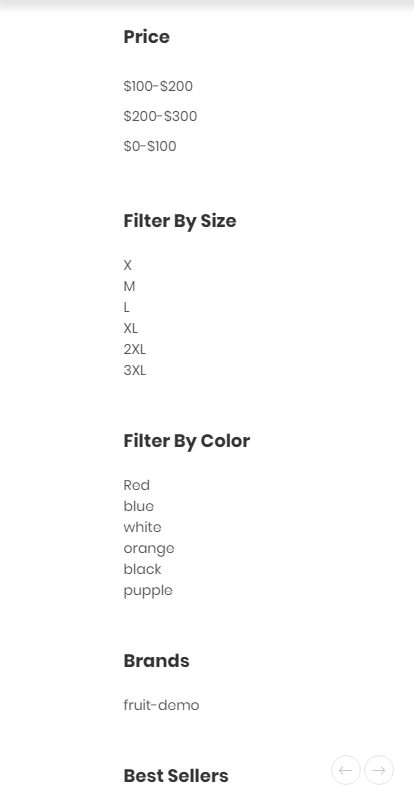 Price
$100-$200
$200-$300
$0-$100
Filter By Size
X
M
L
XL
2XL
3XL
Filter By Color
Red
blue
white
orange
black
pupple
Brands
fruit-demo
Best Sellers